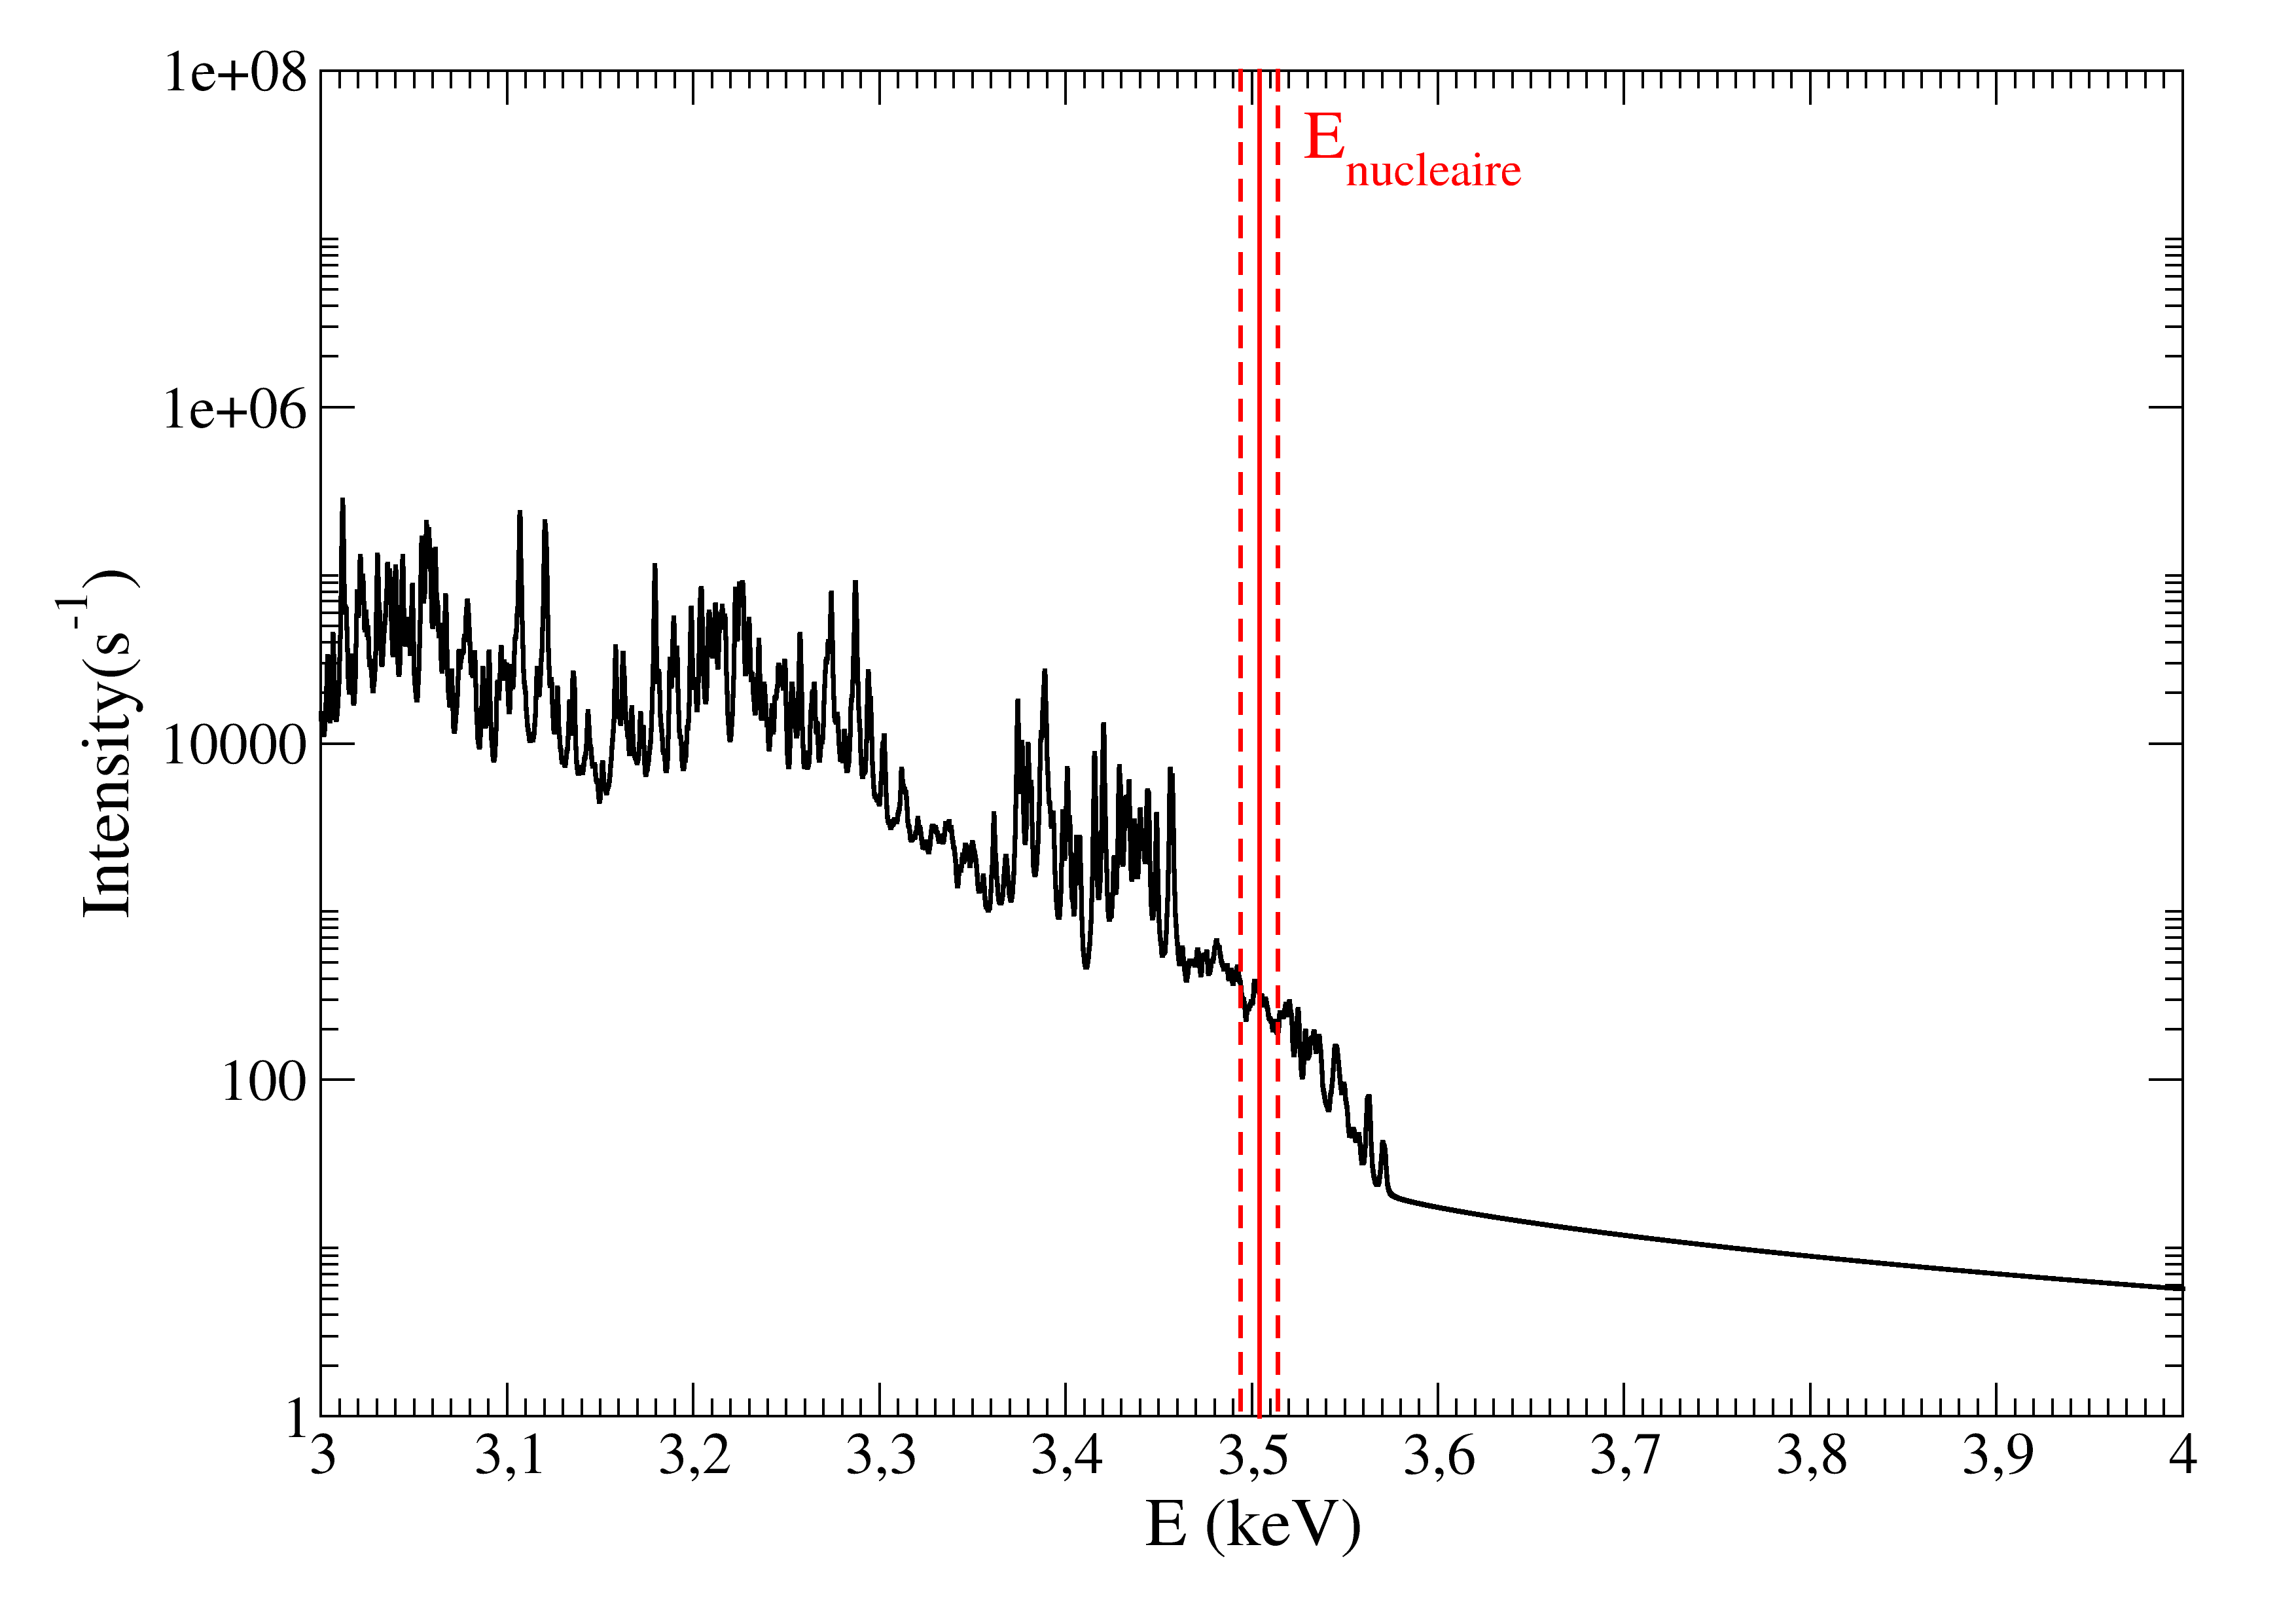 1e+08
E
nucleaire
1e+06
Intensity(s-1)
10000
100
1
3 3,1 3,2 3,3 3,4 3,5 3,6 3,7 3,8 3,9 4
E (keV)